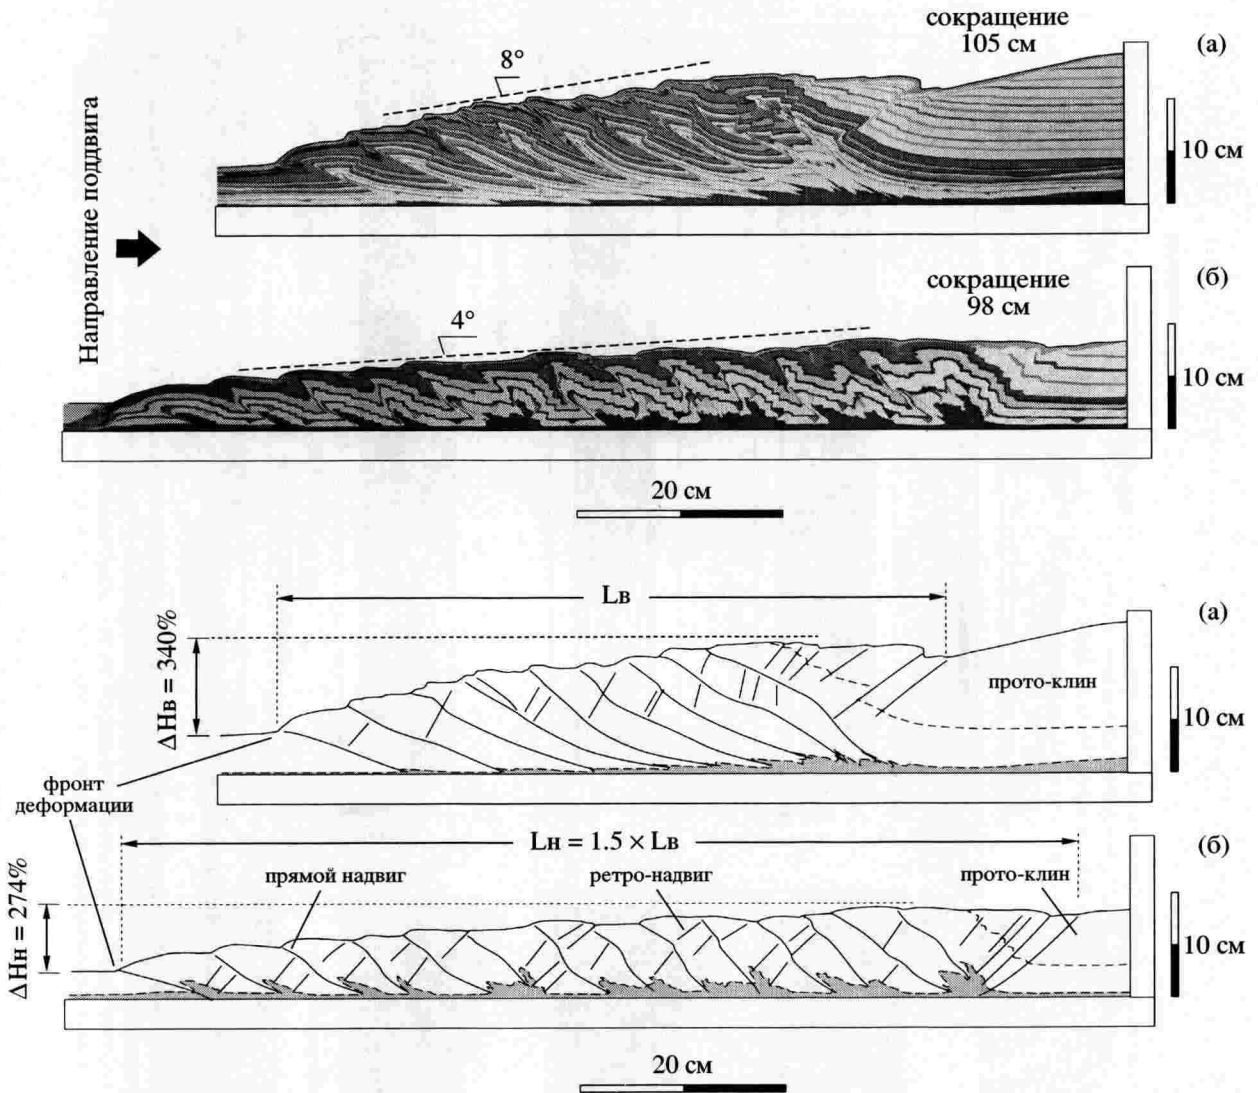 сокращение
105 см
(а)
8°
10 см
Направление поддвига
сокращение
98 см
(б)
4°
10 см
20 см
Lв
(а)
ΔHв = 340%
прото-клин
10 см
фронт
деформации
Lн = 1.5 × Lв
(б)
ΔHн = 274%
прямой надвиг
ретро-надвиг
прото-клин
10 см
20 см